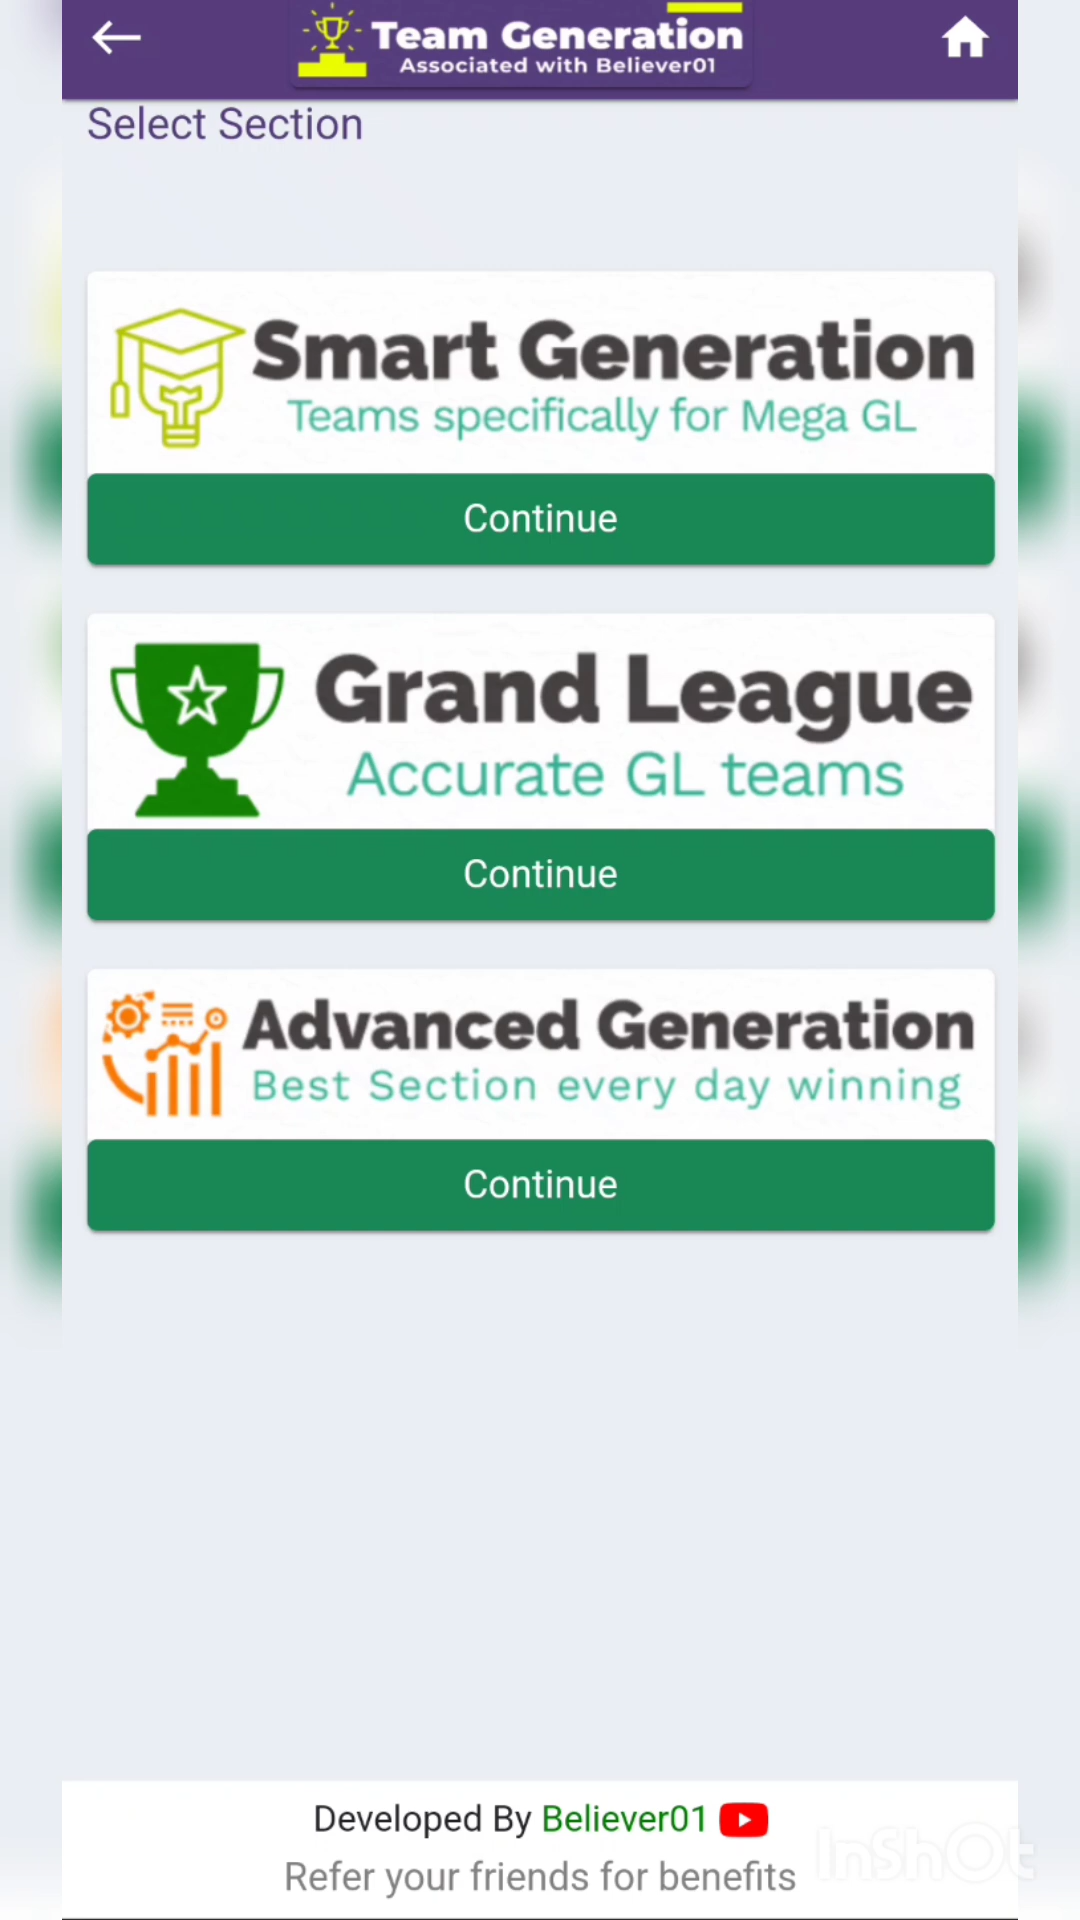 Team Generation
Associated with Believer01
Select Section
Smart Generation
Teams specifically for Mega GL
Continue
Grand League
Accurate GL teams
Continue
Advanced Generation
Best Section every day winning
Continue
Developed By Believer01
Refer your friends for benefits
InShOt